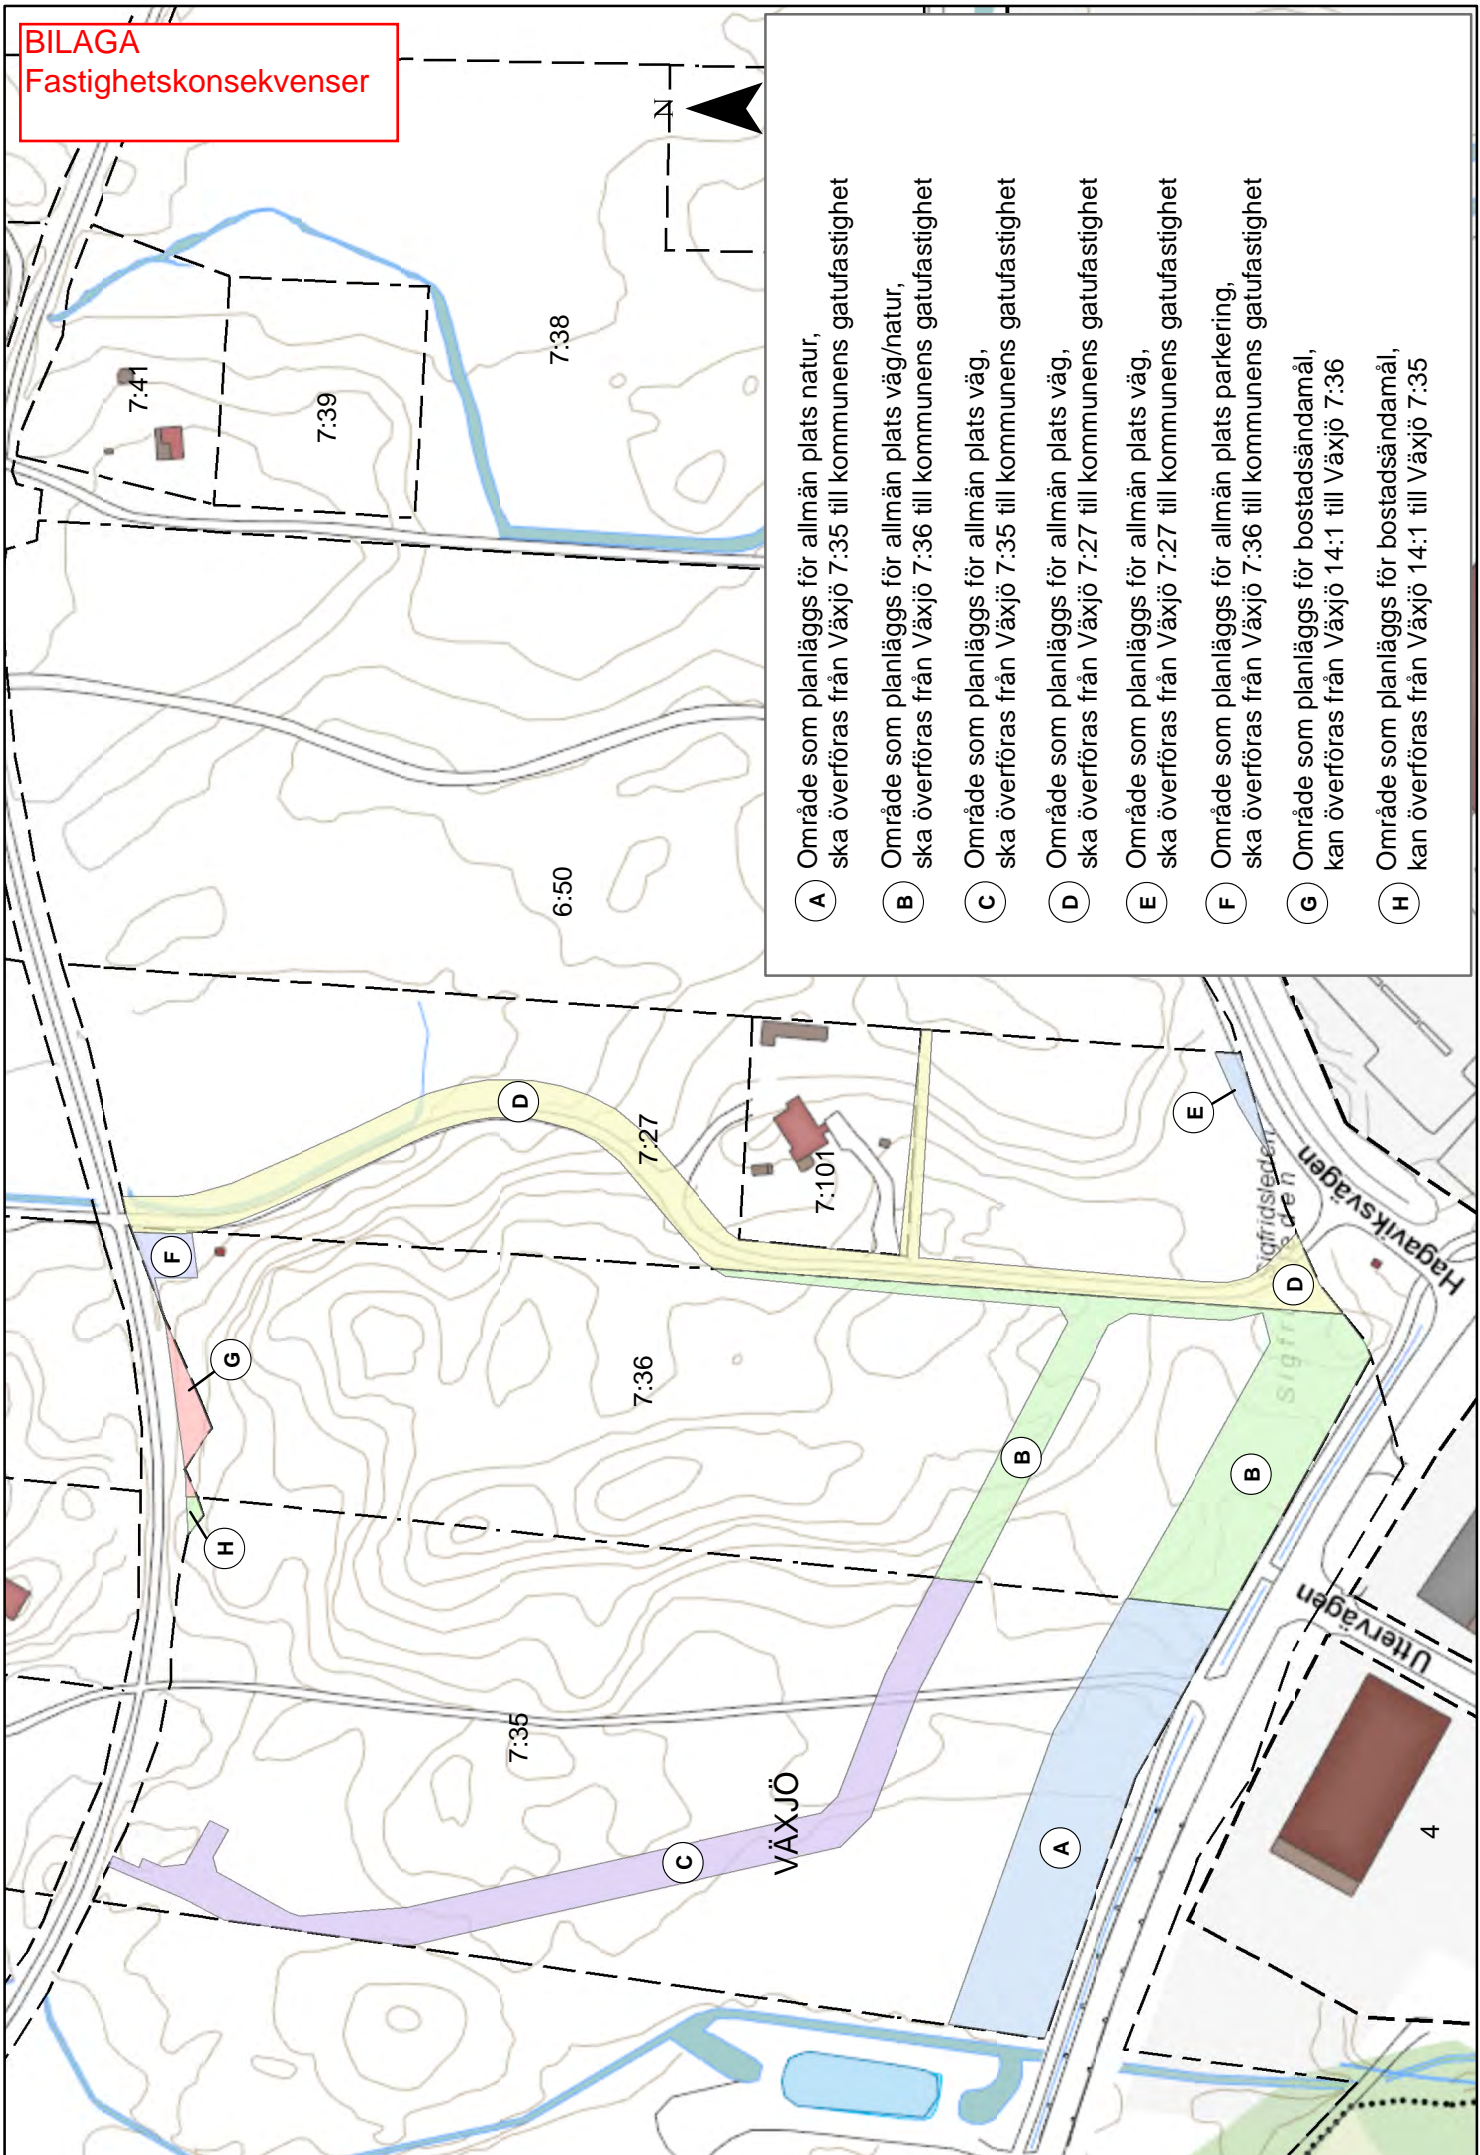 BILAGA
Fastighetskonsekvenser
N
A Område som planläggs för allmän plats natur,
ska överföras från Växjö 7:35 till kommunens gatufastighet
B Område som planläggs för allmän plats väg/natur,
ska överföras från Växjö 7:36 till kommunens gatufastighet
C Område som planläggs för allmän plats väg,
ska överföras från Växjö 7:35 till kommunens gatufastighet
D Område som planläggs för allmän plats väg,
ska överföras från Växjö 7:27 till kommunens gatufastighet
E Område som planläggs för allmän plats väg,
ska överföras från Växjö 7:27 till kommunens gatufastighet
F Område som planläggs för allmän plats parkering,
ska överföras från Växjö 7:36 till kommunens gatufastighet
G Område som planläggs för bostadsändamål,
kan överföras från Växjö 14:1 till Växjö 7:36
H Område som planläggs för bostadsändamål,
kan överföras från Växjö 14:1 till Växjö 7:35
7:41
7:39
7:38
6:50
D
7:27
7:101
E
F
G
H
7:36
B
B
D
Sigfridsleden
Hagaviksvägen
Uttervägen
7:35
VÄXJÖ
C
A
4